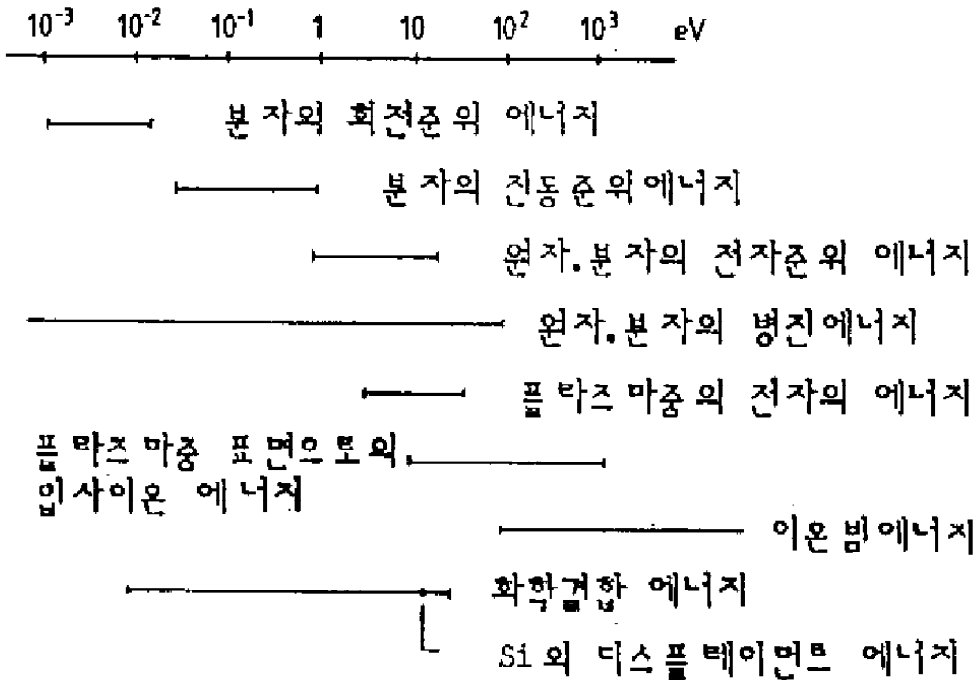 10⁻³ 10⁻² 10⁻¹ 1 10 10² 10³ eV
분자의 회전준위 에너지
분자의 진동준위에너지
원자.분자의 전자준위 에너지
원자.분자의 병진에너지
플라즈마중의 전자의 에너지
플라즈마중 표면으로의
입사이온 에너지
이온빔에너지
화학결합 에너지
Si의 디스플레이먼트 에너지